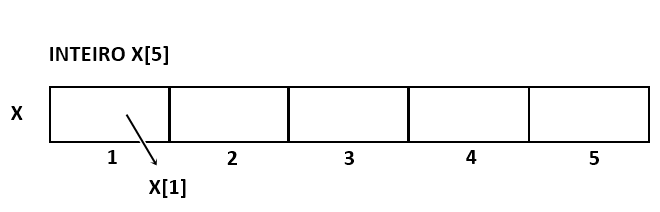 INTEIRO X[5]
X
1 2 3 4 5
X[1]